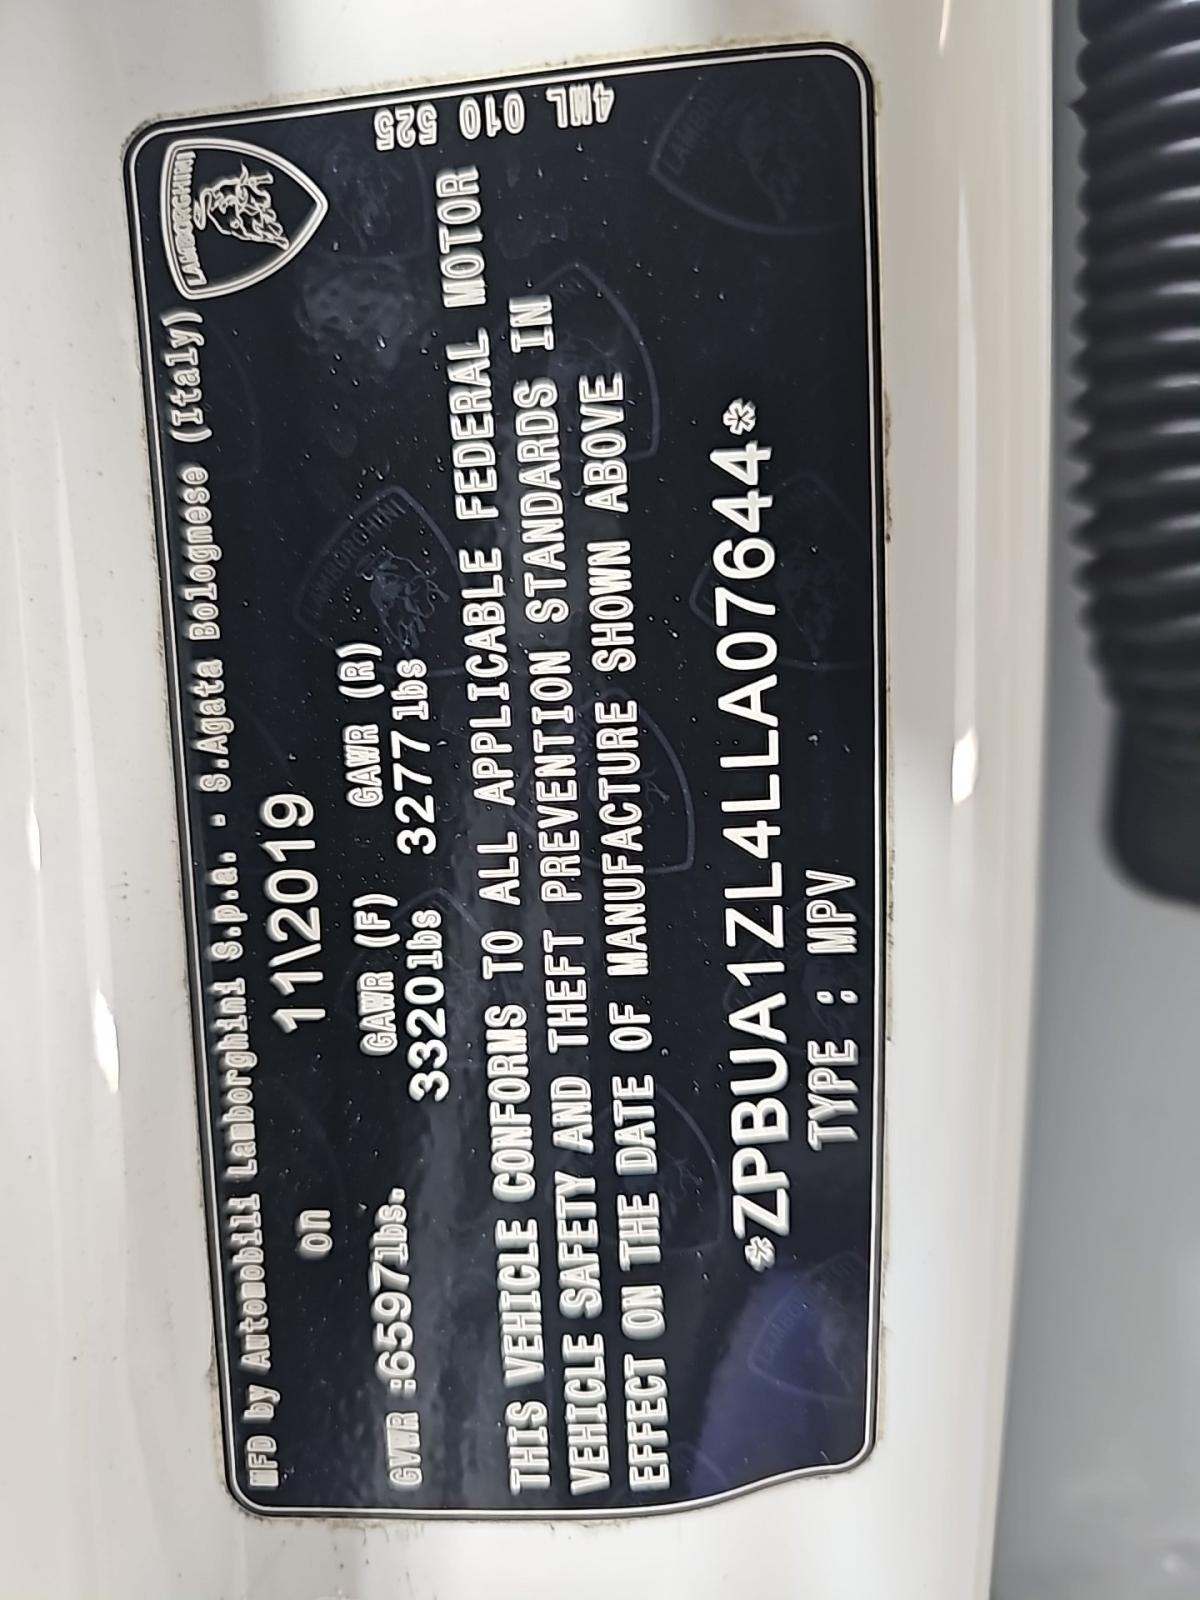 LAMBORGHINI
MFD by Automobili Lamborghini S.p.a. - S.Agata Bolognese (Italy)
on 11\2019
GVWR :6597lbs. GAWR (F) GAWR (R)
3320lbs 3277lbs
THIS VEHICLE CONFORMS TO ALL APPLICABLE FEDERAL MOTOR
VEHICLE SAFETY AND THEFT PREVENTION STANDARDS IN
EFFECT ON THE DATE OF MANUFACTURE SHOWN ABOVE
*ZPBUA1ZL4LLA07644*
TYPE : MPV
4ML 010 525